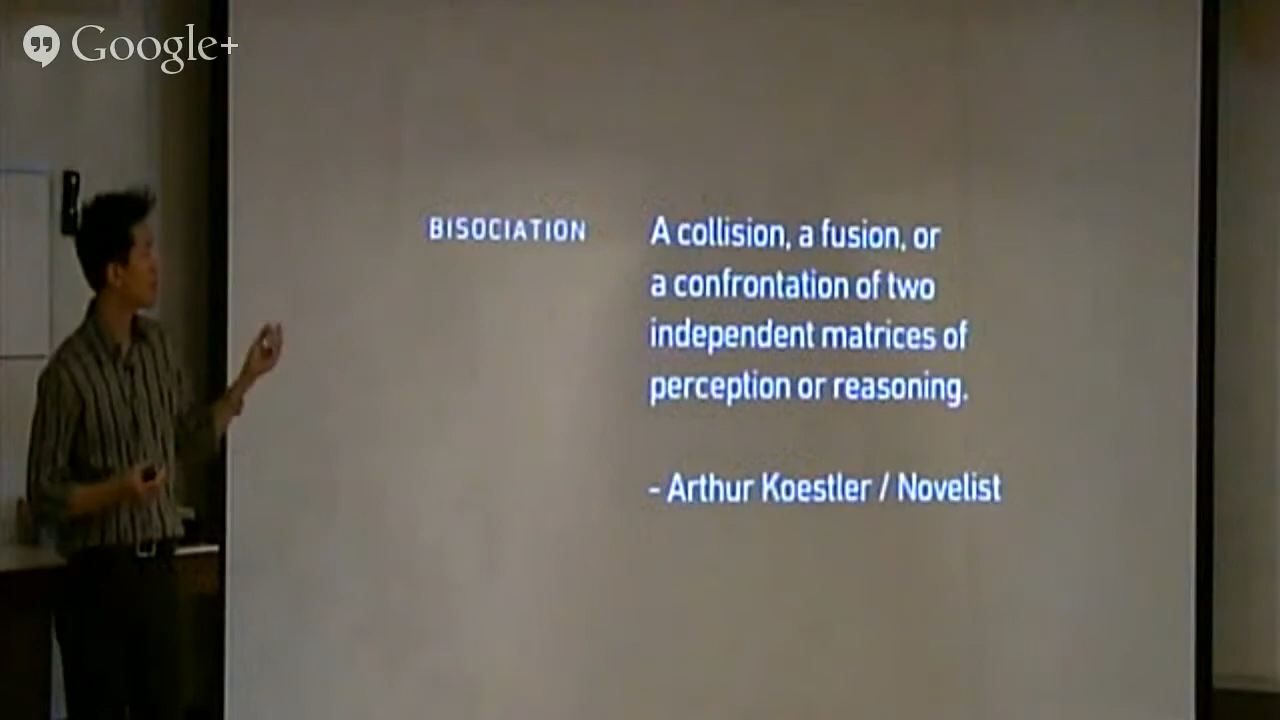 Google+
BISOCIATION
A collision, a fusion, or
a confrontation of two
independent matrices of
perception or reasoning.
- Arthur Koestler / Novelist